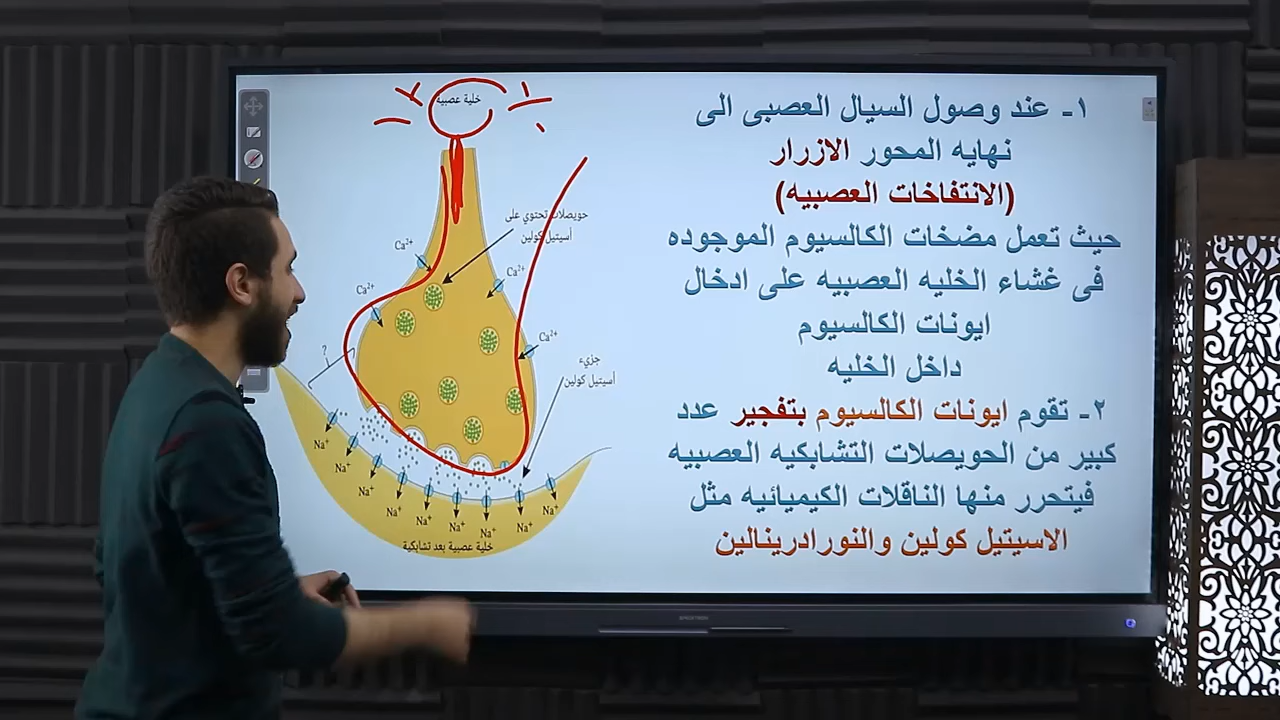 ١ـ عند وصول السيال العصبى الى
نهايه المحور الازرار
(الانتفاخات العصبيه)
حيث تعمل مضخات الكالسيوم الموجوده
فى غشاء الخليه العصبيه على ادخال
ايونات الكالسيوم
داخل الخليه
٢ـ تقوم ايونات الكالسيوم بتفجير عدد
كبير من الحويصلات التشابكيه العصبيه
فيتحرر منها الناقلات الكيميائيه مثل
الاسيتيل كولين والنورادرينالين
خلية عصبية
حويصلات تحتوي على
أسيتيل كولين
Ca²⁺
Ca²⁺
Ca²⁺
Ca²⁺
؟
جزيء
أسيتيل كولين
Na⁺
Na⁺
Na⁺
Na⁺
Na⁺
Na⁺
Na⁺
Na⁺
Na⁺
خلية عصبية بعد تشابكية